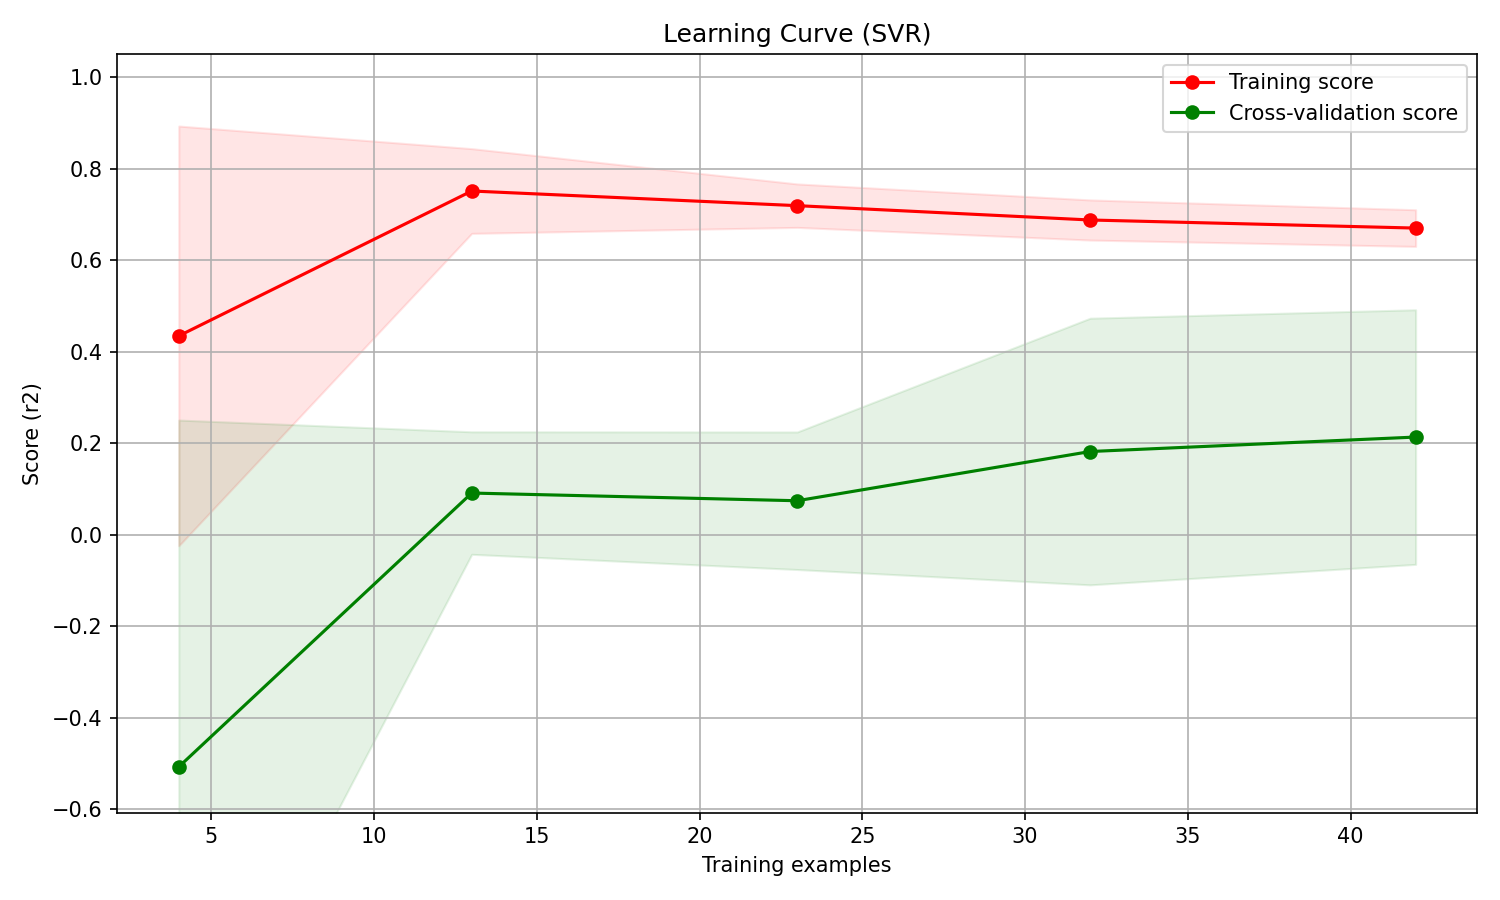 Learning Curve (SVR)
Training score
Cross-validation score
Score (r2)
1.0
0.8
0.6
0.4
0.2
0.0
−0.2
−0.4
−0.6
5 10 15 20 25 30 35 40
Training examples